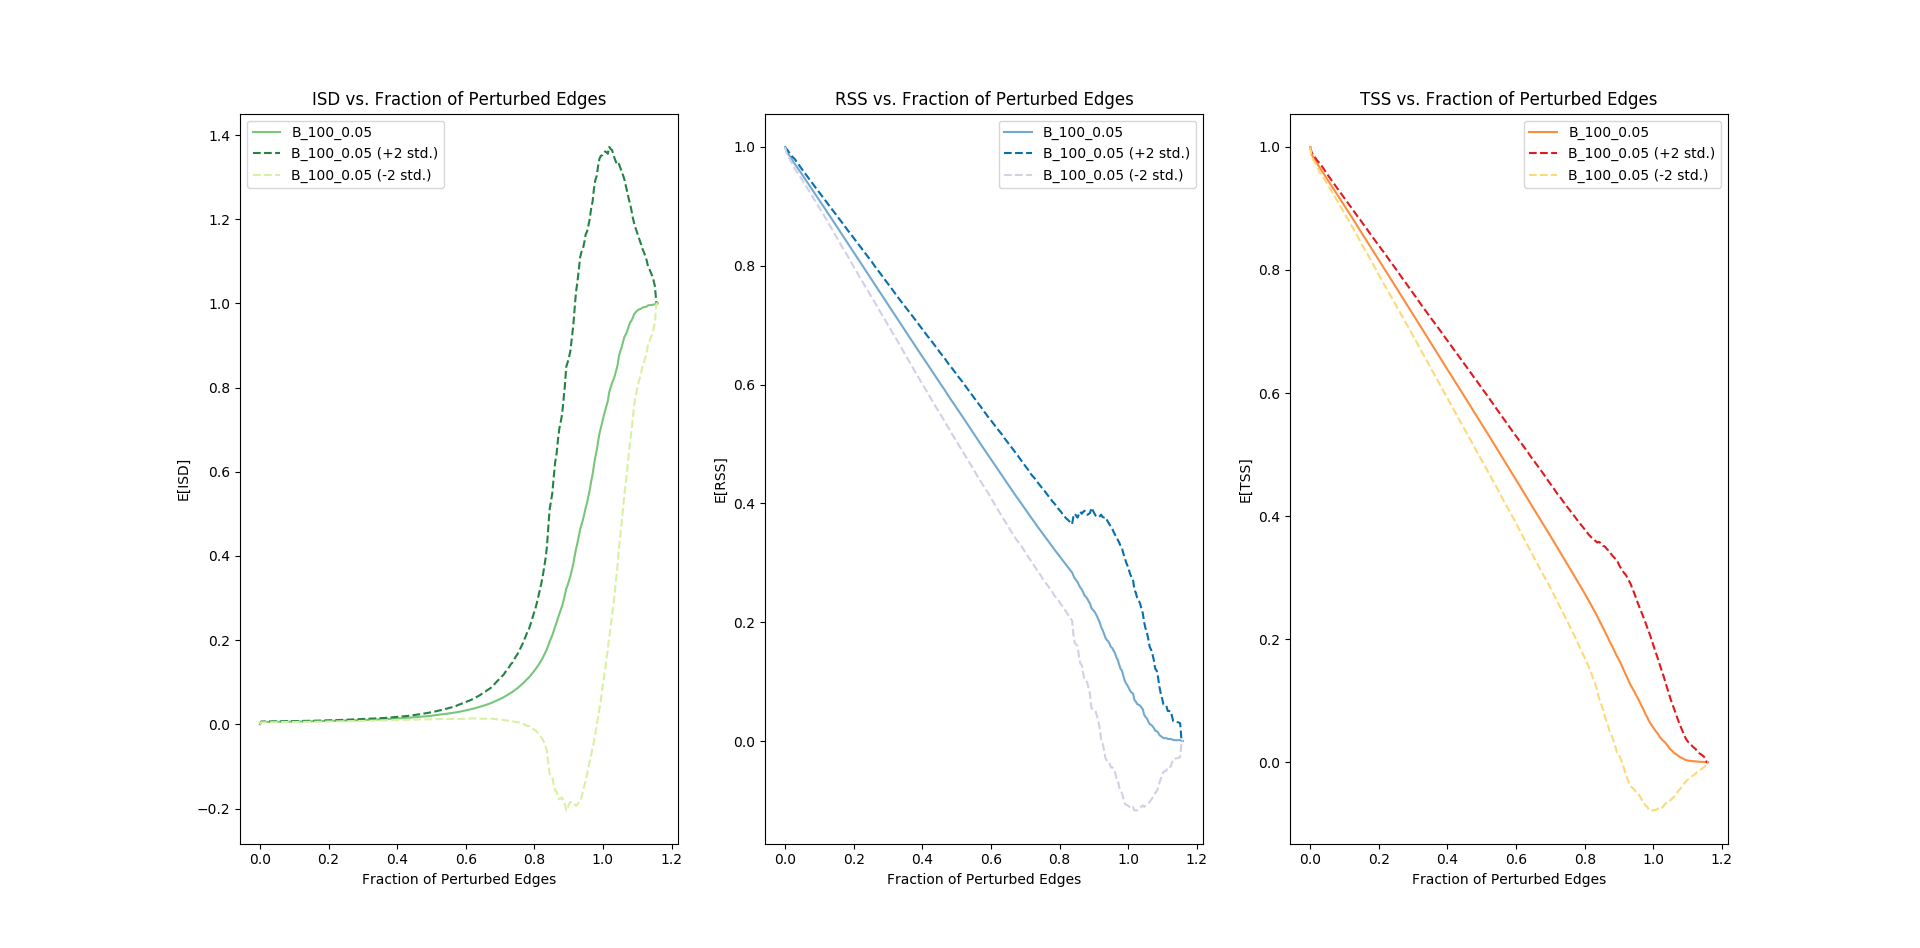 ISD vs. Fraction of Perturbed Edges
B_100_0.05
B_100_0.05 (+2 std.)
B_100_0.05 (-2 std.)
1.4
1.2
1.0
0.8
0.6
0.4
0.2
0.0
−0.2
E[ISD]
0.0 0.2 0.4 0.6 0.8 1.0 1.2
Fraction of Perturbed Edges
RSS vs. Fraction of Perturbed Edges
B_100_0.05
B_100_0.05 (+2 std.)
B_100_0.05 (-2 std.)
1.0
0.8
0.6
0.4
0.2
0.0
E[RSS]
0.0 0.2 0.4 0.6 0.8 1.0 1.2
Fraction of Perturbed Edges
TSS vs. Fraction of Perturbed Edges
B_100_0.05
B_100_0.05 (+2 std.)
B_100_0.05 (-2 std.)
1.0
0.8
0.6
0.4
0.2
0.0
E[TSS]
0.0 0.2 0.4 0.6 0.8 1.0 1.2
Fraction of Perturbed Edges